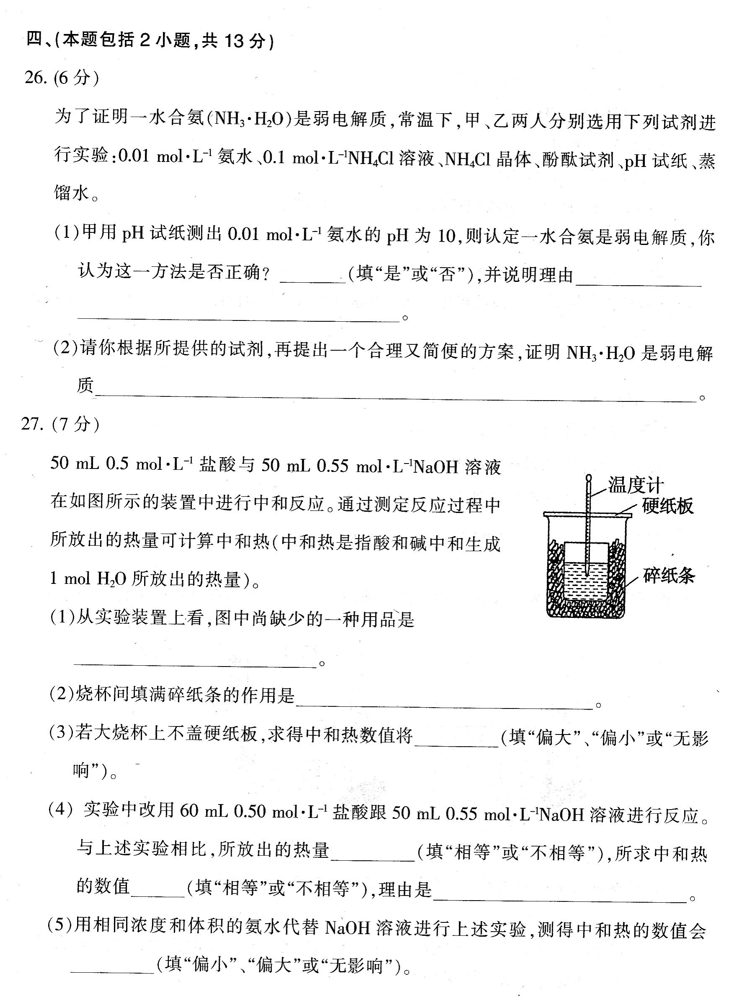 四、(本题包括 2 小题,共 13 分)
26. (6 分)
为了证明一水合氨(NH₃·H₂O)是弱电解质,常温下,甲、乙两人分别选用下列试剂进
行实验:0.01 mol·L⁻¹ 氨水、0.1 mol·L⁻¹NH₄Cl 溶液、NH₄Cl 晶体、酚酞试剂、pH 试纸、蒸
馏水。
(1)甲用 pH 试纸测出 0.01 mol·L⁻¹ 氨水的 pH 为 10,则认定一水合氨是弱电解质,你
认为这一方法是否正确? ______(填“是”或“否”),并说明理由____________
______________________________。
(2)请你根据所提供的试剂,再提出一个合理又简便的方案,证明 NH₃·H₂O 是弱电解
质____________________________________________________。
27. (7 分)
50 mL 0.5 mol·L⁻¹ 盐酸与 50 mL 0.55 mol·L⁻¹NaOH 溶液
在如图所示的装置中进行中和反应。通过测定反应过程中
所放出的热量可计算中和热(中和热是指酸和碱中和生成
1 mol H₂O 所放出的热量)。
温度计
硬纸板
碎纸条
(1)从实验装置上看,图中尚缺少的一种用品是
______________________。
(2)烧杯间填满碎纸条的作用是__________________________。
(3)若大烧杯上不盖硬纸板,求得中和热数值将________(填“偏大”、“偏小”或“无影
响”)。
(4) 实验中改用 60 mL 0.50 mol·L⁻¹ 盐酸跟 50 mL 0.55 mol·L⁻¹NaOH 溶液进行反应。
与上述实验相比,所放出的热量________(填“相等”或“不相等”),所求中和热
的数值_____(填“相等”或“不相等”),理由是______________________。
(5)用相同浓度和体积的氨水代替 NaOH 溶液进行上述实验,测得中和热的数值会
________(填“偏小”、“偏大”或“无影响”)。